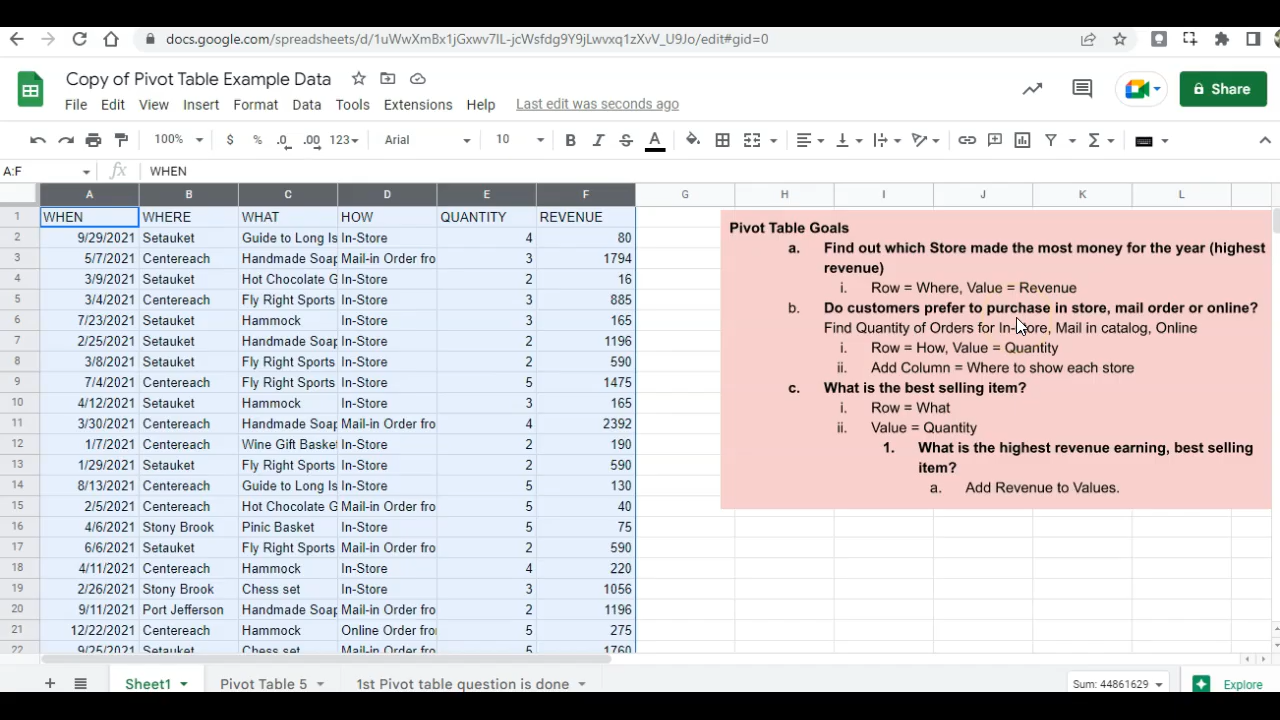 docs.google.com/spreadsheets/d/1uWwXmBx1jGxwv7IL-jcWsfdg9Y9jLwvxq1zXvV_U9Jo/edit#gid=0
Copy of Pivot Table Example Data
File Edit View Insert Format Data Tools Extensions Help Last edit was seconds ago
Share
100% $ % .0 .00 123 Arial 10 B I S A
A:F fx WHEN
A B C D E F G H I J K L
1 WHEN WHERE WHAT HOW QUANTITY REVENUE
2 9/29/2021 Setauket Guide to Long Is In-Store 4 80
3 5/7/2021 Centereach Handmade Soap Mail-in Order fro 3 1794
4 3/9/2021 Setauket Hot Chocolate G In-Store 2 16
5 3/4/2021 Centereach Fly Right Sports In-Store 3 885
6 7/23/2021 Setauket Hammock In-Store 3 165
7 2/25/2021 Setauket Handmade Soap In-Store 2 1196
8 3/8/2021 Setauket Fly Right Sports In-Store 2 590
9 7/4/2021 Centereach Fly Right Sports In-Store 5 1475
10 4/12/2021 Setauket Hammock In-Store 3 165
11 3/30/2021 Centereach Handmade Soap Mail-in Order fro 4 2392
12 1/7/2021 Centereach Wine Gift Basket In-Store 2 190
13 1/29/2021 Setauket Fly Right Sports In-Store 2 590
14 8/13/2021 Centereach Guide to Long Is In-Store 5 130
15 2/5/2021 Centereach Hot Chocolate G Mail-in Order fro 5 40
16 4/6/2021 Stony Brook Pinic Basket In-Store 5 75
17 6/6/2021 Setauket Fly Right Sports Mail-in Order fro 2 590
18 4/11/2021 Centereach Hammock In-Store 4 220
19 2/26/2021 Stony Brook Chess set In-Store 3 1056
20 9/11/2021 Port Jefferson Handmade Soap Mail-in Order fro 2 1196
21 12/22/2021 Centereach Hammock Online Order fro 5 275
22 9/25/2021 Setauket Chess set Mail-in Order fro 5 1760
Pivot Table Goals
a. Find out which Store made the most money for the year (highest
revenue)
i. Row = Where, Value = Revenue
b. Do customers prefer to purchase in store, mail order or online?
Find Quantity of Orders for In-Store, Mail in catalog, Online
i. Row = How, Value = Quantity
ii. Add Column = Where to show each store
c. What is the best selling item?
i. Row = What
ii. Value = Quantity
1. What is the highest revenue earning, best selling
item?
a. Add Revenue to Values.
Sheet1 Pivot Table 5 1st Pivot table question is done
Sum: 44861629 Explore